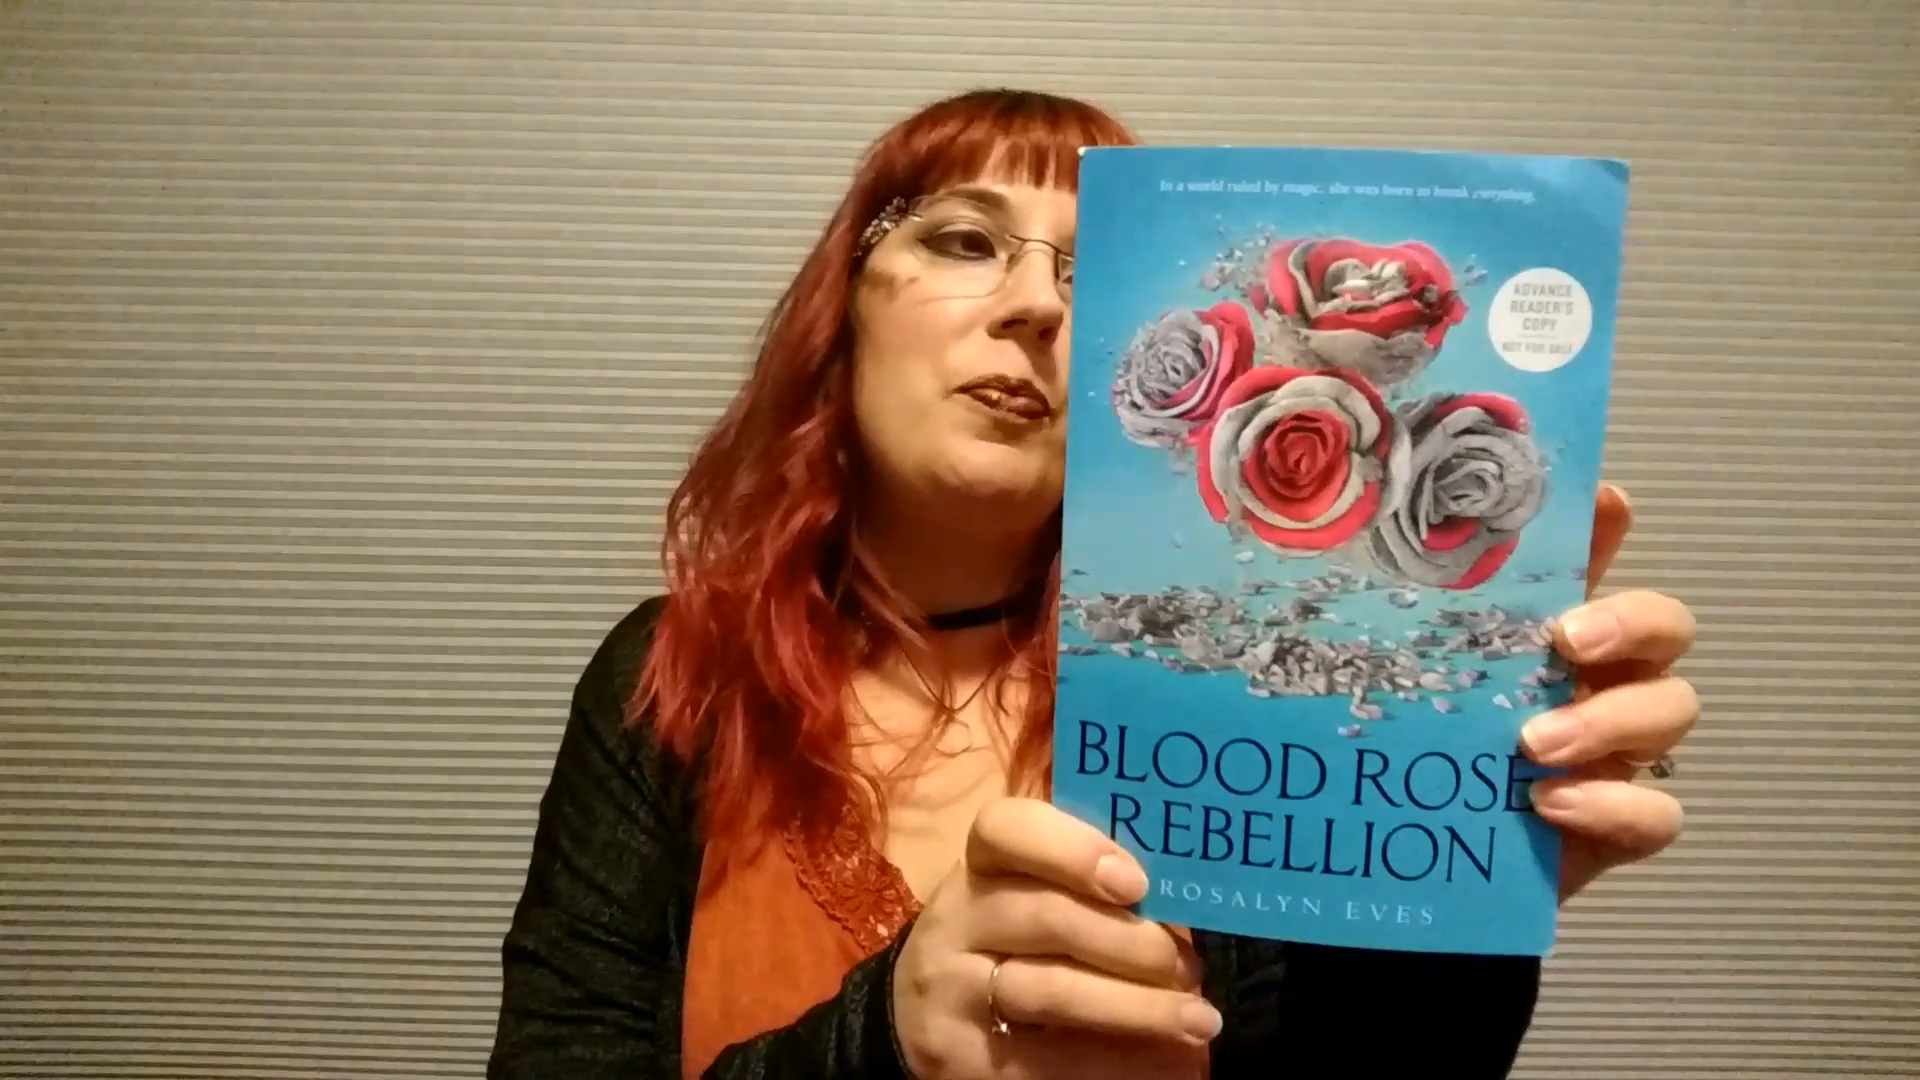 In a world ruled by magic, she was born to break everything.
ADVANCE
READER'S
COPY
NOT FOR SALE
BLOOD ROSE
REBELLION
ROSALYN EVES